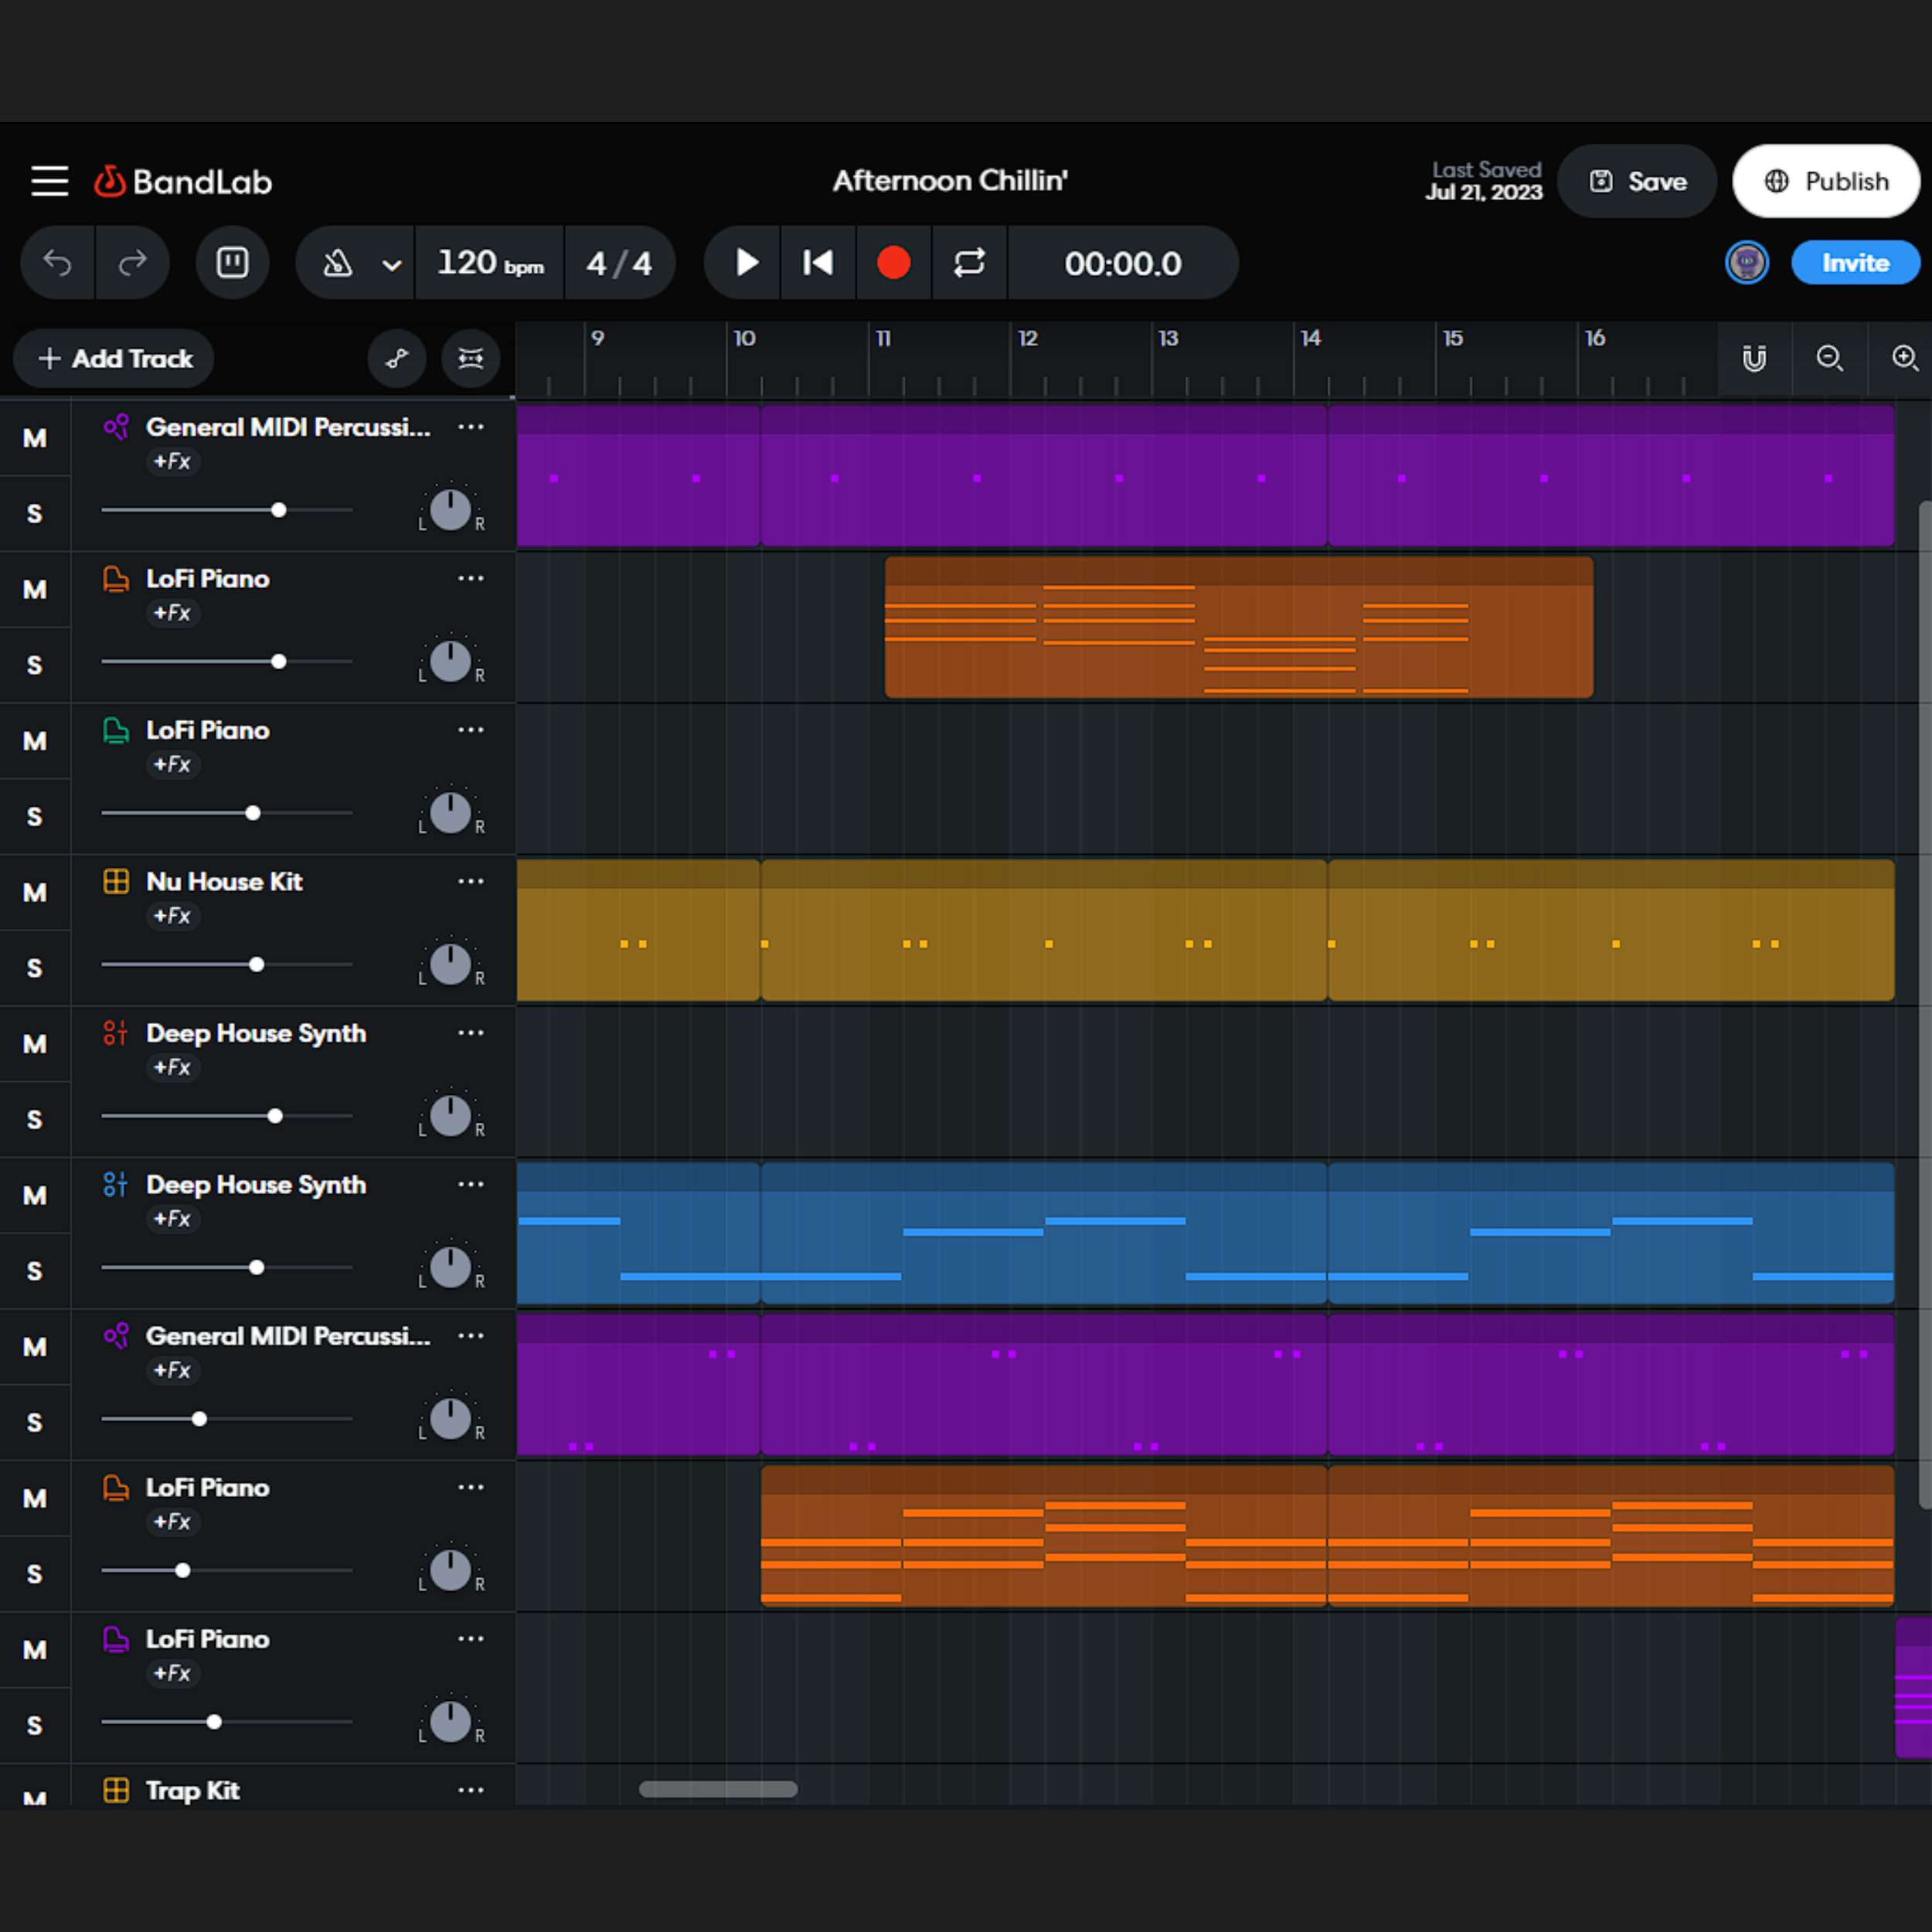 BandLab
Afternoon Chillin'
Last Saved
Jul 21, 2023
Save
Publish
120 bpm
4 / 4
00:00.0
Invite
+ Add Track
9 10 11 12 13 14 15 16
M
General MIDI Percussi...
+Fx
S
L R
M
LoFi Piano
+Fx
S
L R
M
LoFi Piano
+Fx
S
L R
M
Nu House Kit
+Fx
S
L R
M
Deep House Synth
+Fx
S
L R
M
Deep House Synth
+Fx
S
L R
M
General MIDI Percussi...
+Fx
S
L R
M
LoFi Piano
+Fx
S
L R
M
LoFi Piano
+Fx
S
L R
M
Trap Kit